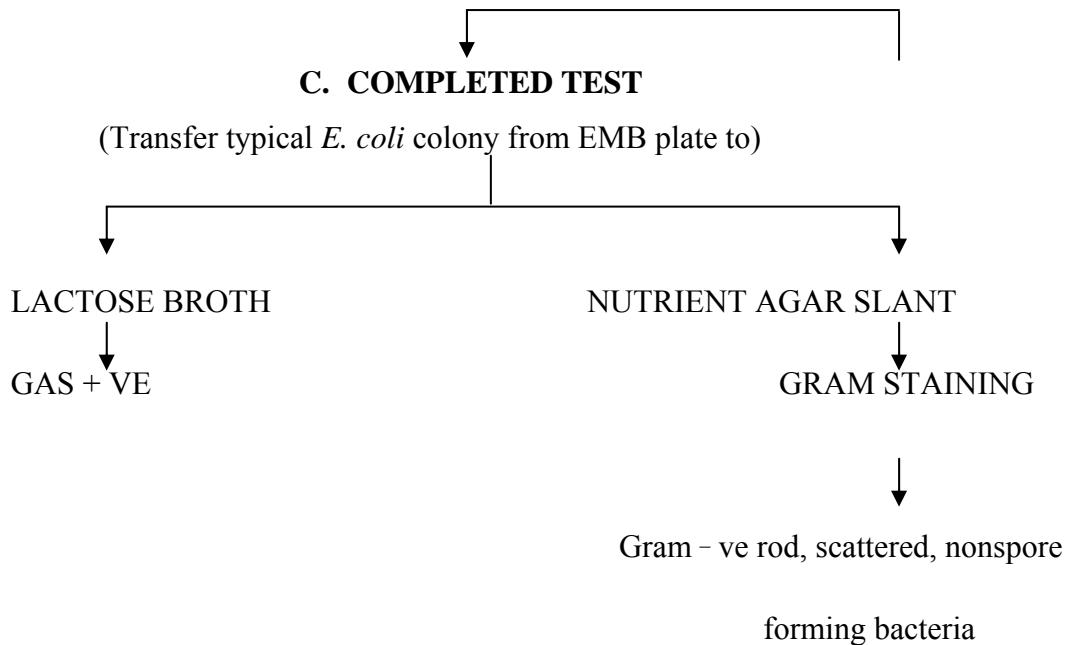 C. COMPLETED TEST
(Transfer typical E. coli colony from EMB plate to)
LACTOSE BROTH
NUTRIENT AGAR SLANT
GAS + VE
GRAM STAINING
Gram - ve rod, scattered, nonspore
forming bacteria